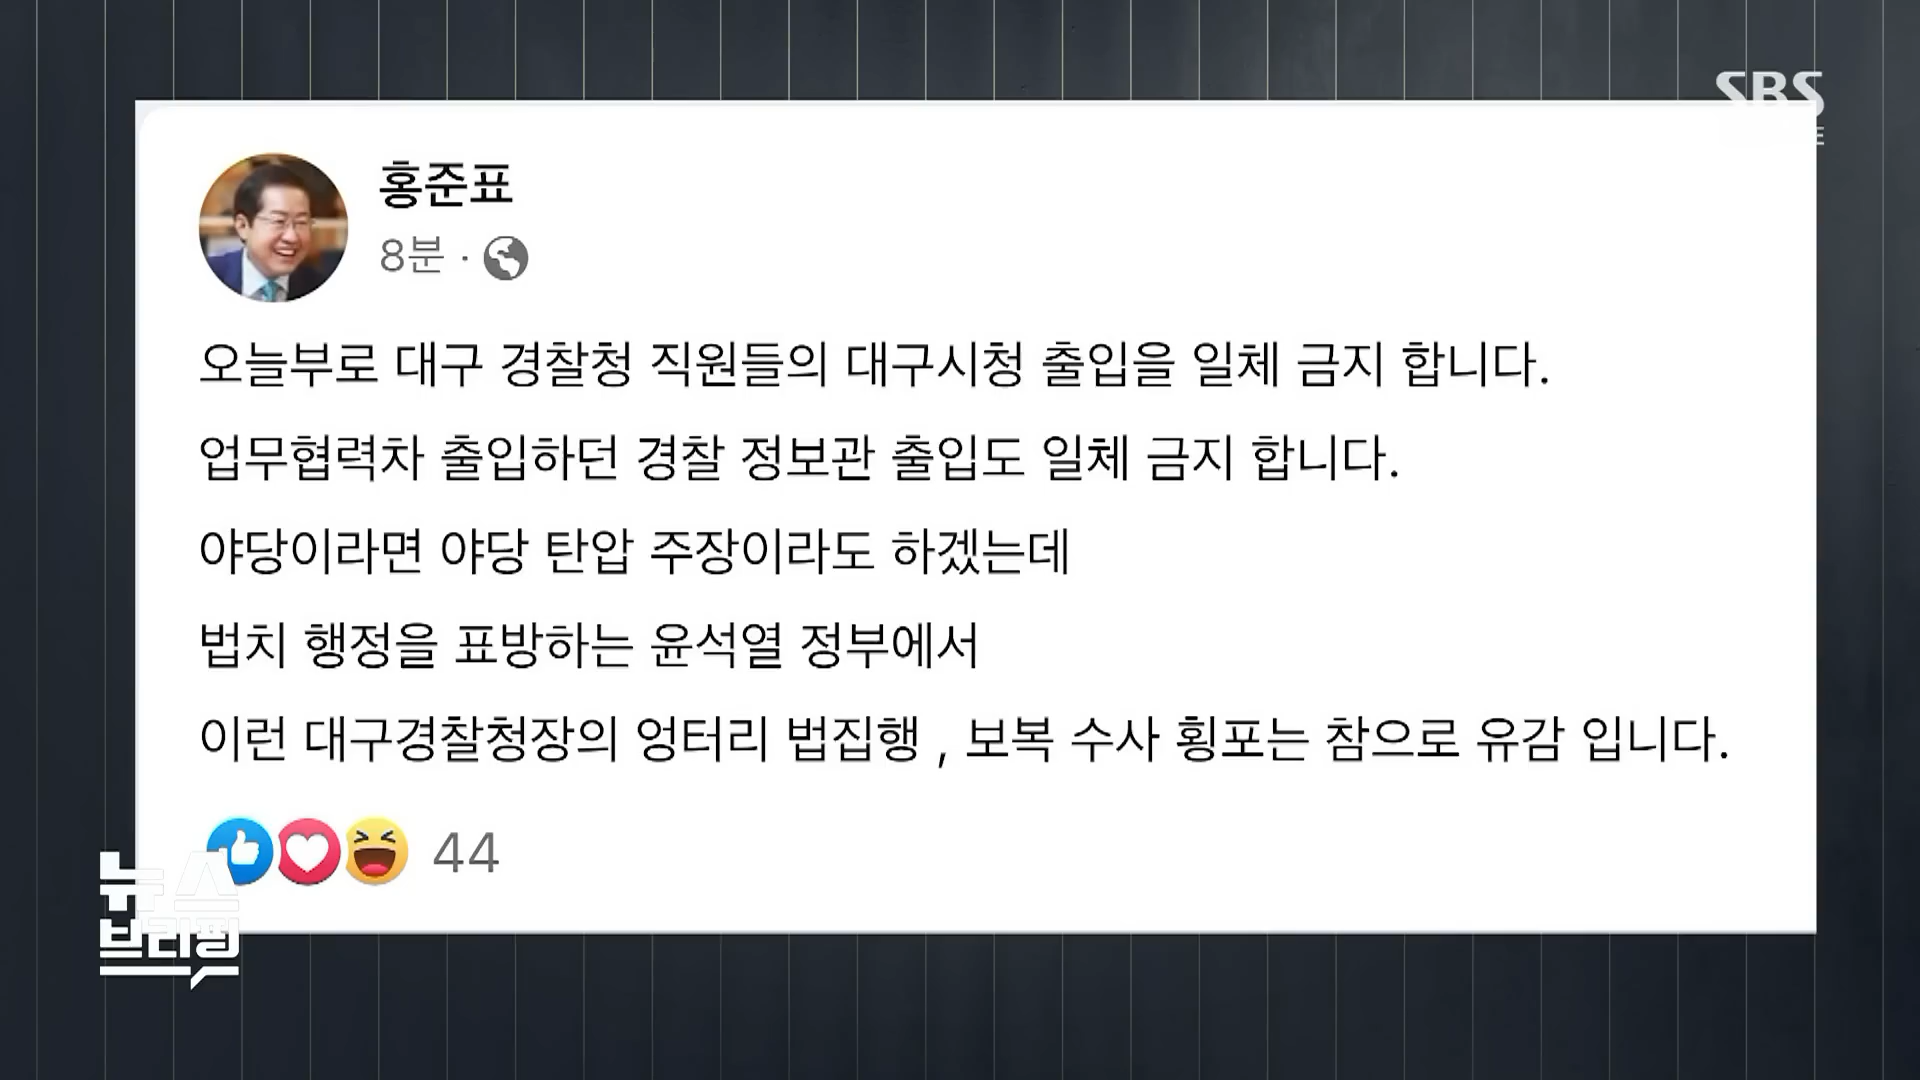 SBS
홍준표
8분 ·
오늘부로 대구 경찰청 직원들의 대구시청 출입을 일체 금지 합니다.
업무협력차 출입하던 경찰 정보관 출입도 일체 금지 합니다.
야당이라면 야당 탄압 주장이라도 하겠는데
법치 행정을 표방하는 윤석열 정부에서
이런 대구경찰청장의 엉터리 법집행 , 보복 수사 횡포는 참으로 유감 입니다.
44
뉴스
브리핑